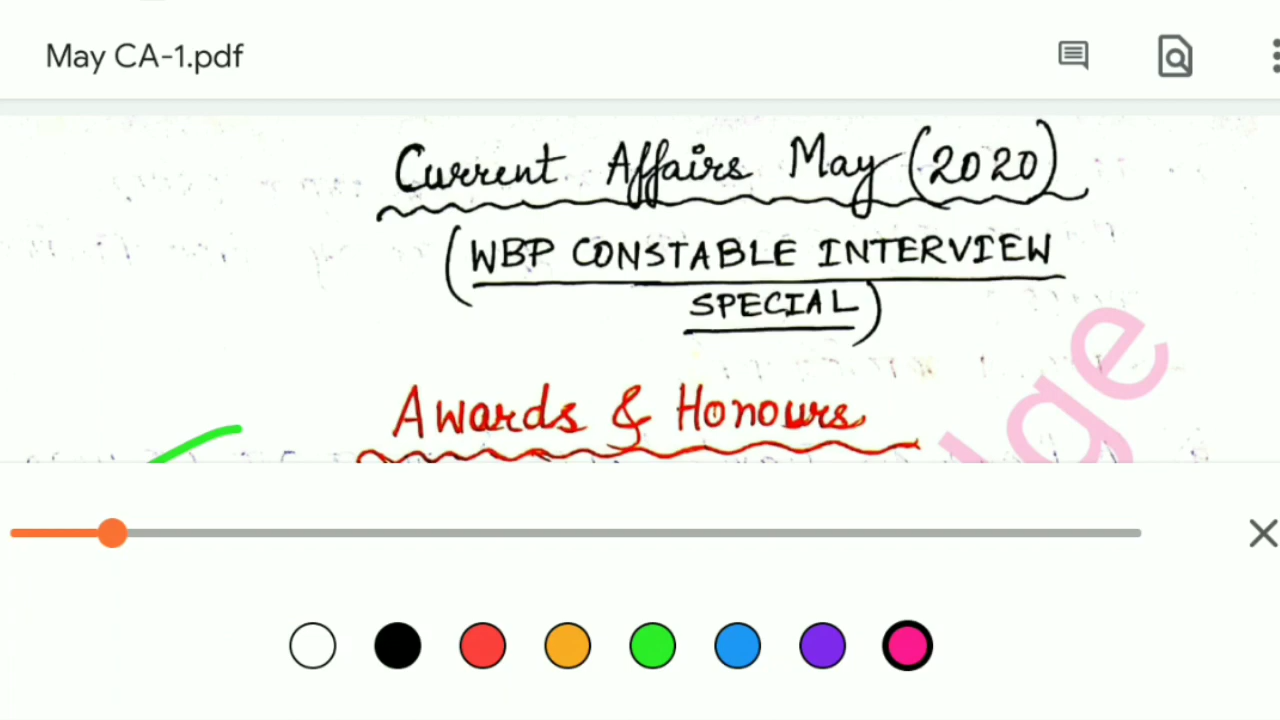 May CA-1.pdf
Current Affairs May (2020)
(WBP CONSTABLE INTERVIEW
SPECIAL)
Awards & Honours